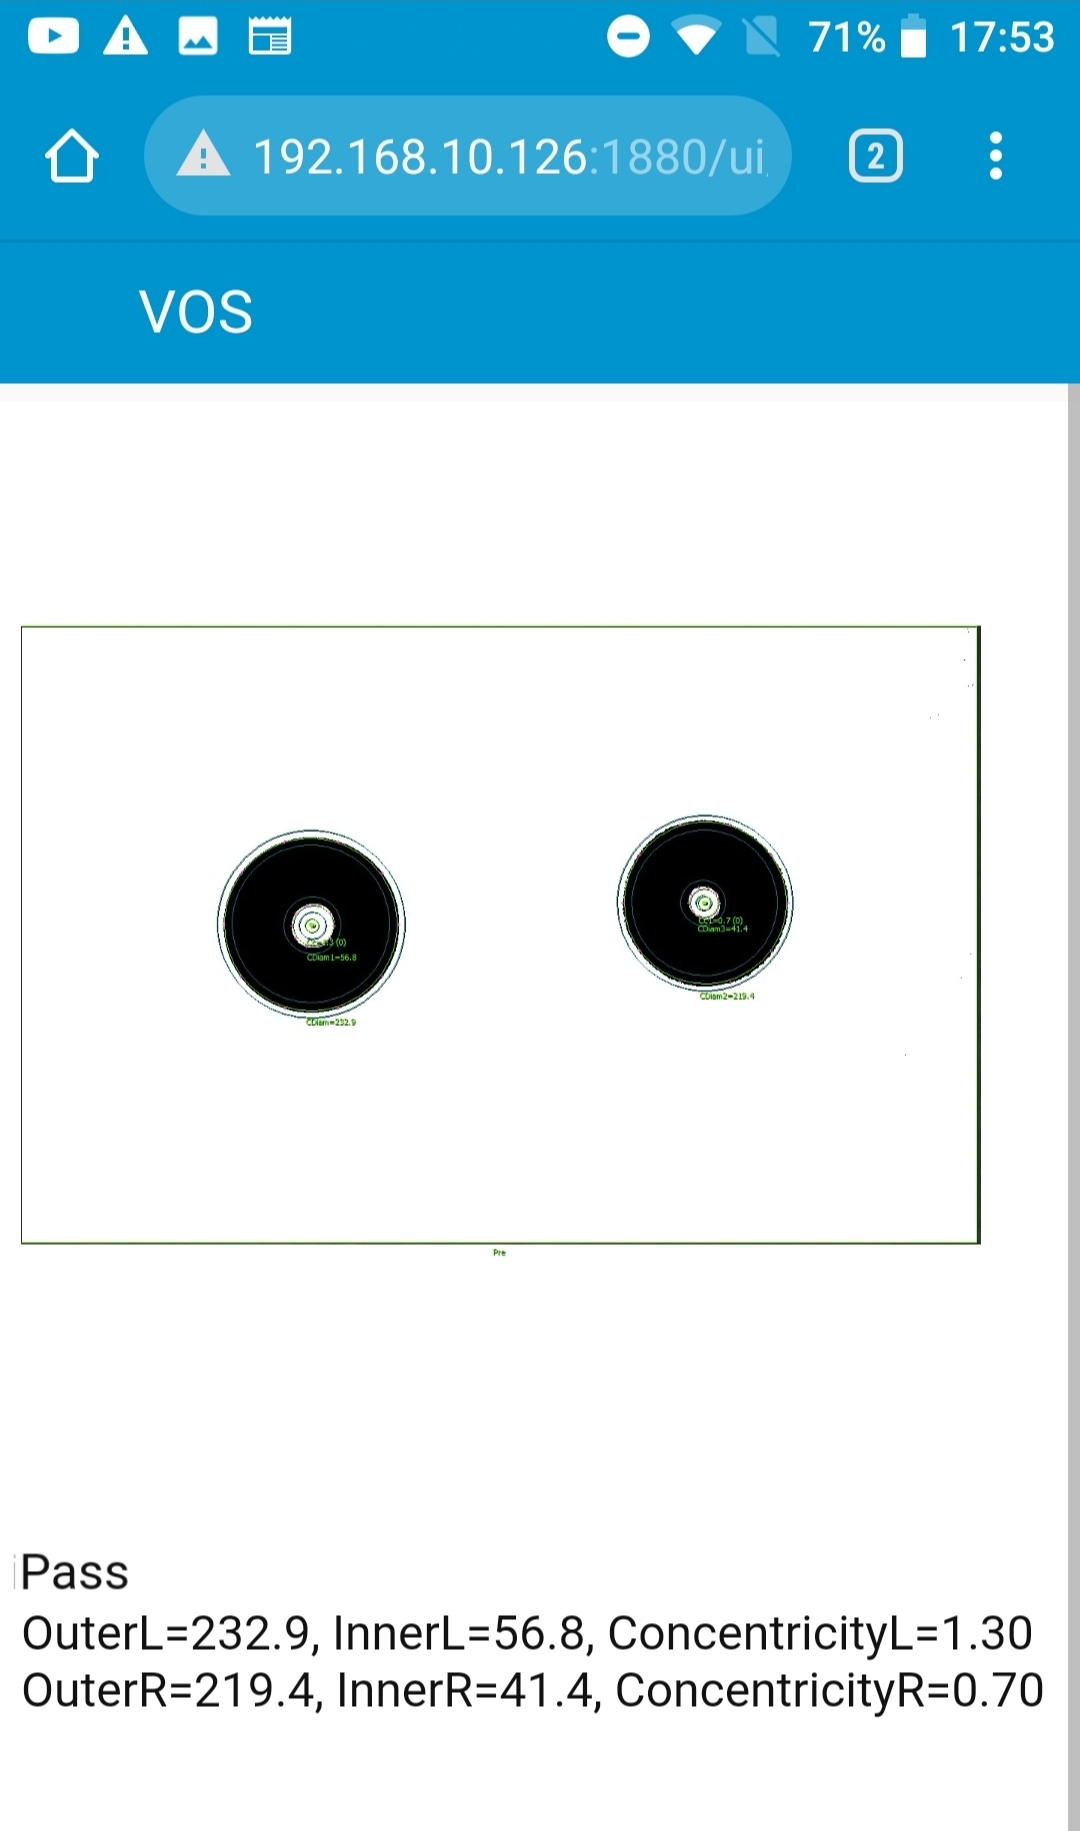 71% 17:53
192.168.10.126:1880/ui
2
VOS
3 (0)
CDiam1=56.8
CDiam=232.9
CC1=0.7 (0)
CDiam3=41.4
CDiam2=219.4
Pre
Pass
OuterL=232.9, InnerL=56.8, ConcentricityL=1.30
OuterR=219.4, InnerR=41.4, ConcentricityR=0.70